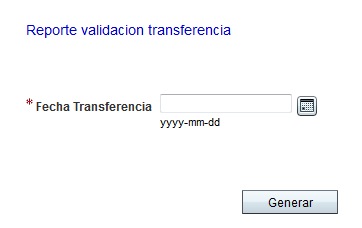 Reporte validacion transferencia
* Fecha Transferencia
yyyy-mm-dd
Generar